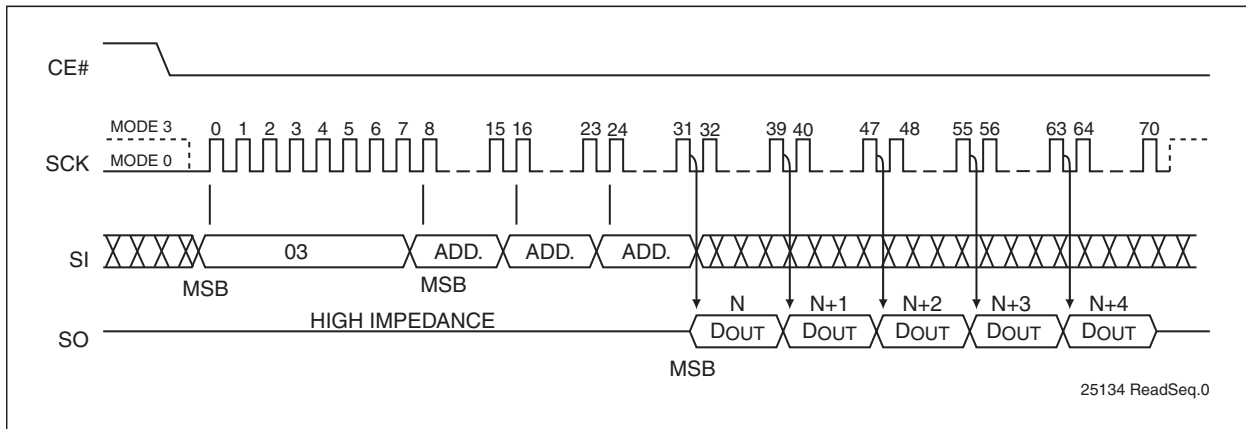 CE#
MODE 3
MODE 0
SCK
0 1 2 3 4 5 6 7 8 15 16 23 24 31 32 39 40 47 48 55 56 63 64 70
SI
03 ADD. ADD. ADD.
MSB MSB
N N+1 N+2 N+3 N+4
HIGH IMPEDANCE
SO
DOUT DOUT DOUT DOUT DOUT
MSB
25134 ReadSeq.0